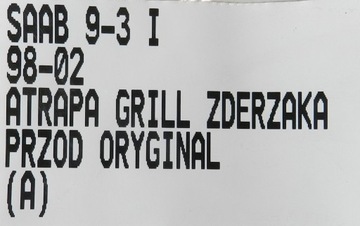 SAAB 9-3 I
98-02
ATRAPA GRILL ZDERZAKA
PRZOD ORYGINAL
(A)